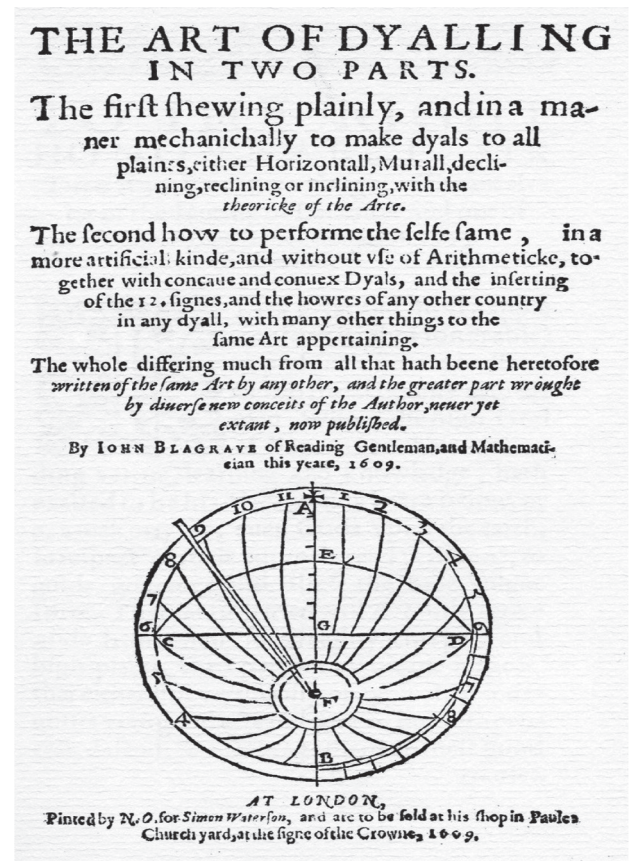 THE ART OF DYALLING
IN TWO PARTS.
The firſt ſhewing plainly, and in a ma-
ner mechanichally to make dyals to all
plaines,either Horizontall, Murall,decli-
ning,reclining or inclining,with the
theoricke of the Arte.
The ſecond how to performe the ſelfe ſame , in a
more artificiall kinde,and without vſe of Arithmeticke, to-
gether with concaue and conuex Dyals, and the inſerting
of the 12. ſignes,and the howres of any other country
in any dyall, with many other things to the
ſame Art appertaining.
The whole differing much from all that hath beene heretofore
written of the ſame Art by any other, and the greater part wrought
by diuerſe new conceits of the Author,neuer yet
extant, now publiſhed.
By IOHN BLAGRAVE of Reading Gentleman,and Mathemati-
cian this yeare, 1609.
9 10 11 1 2 3
A
8 4
E
7 5
6 C G D 6
5 7
4 F 8
B
AT LONDON,
Pinted by N.O.for Simon Waterſon, and are to be ſold at his ſhop in Paules
Church yard,at the ſigne of the Crowne, 1609.